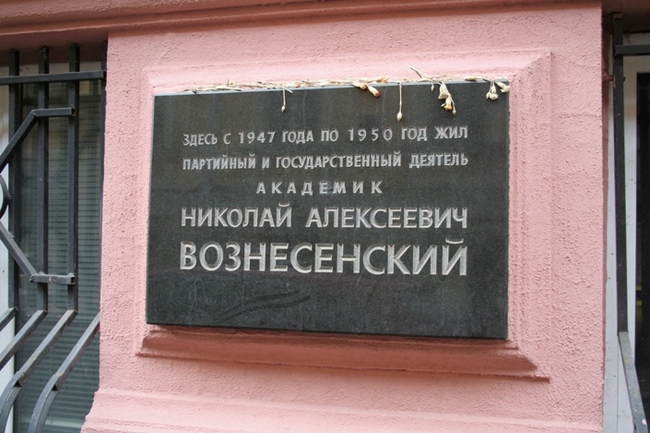 ЗДЕСЬ С 1947 ГОДА ПО 1950 ГОД ЖИЛ
ПАРТИЙНЫЙ И ГОСУДАРСТВЕННЫЙ ДЕЯТЕЛЬ
АКАДЕМИК
НИКОЛАЙ АЛЕКСЕЕВИЧ
ВОЗНЕСЕНСКИЙ